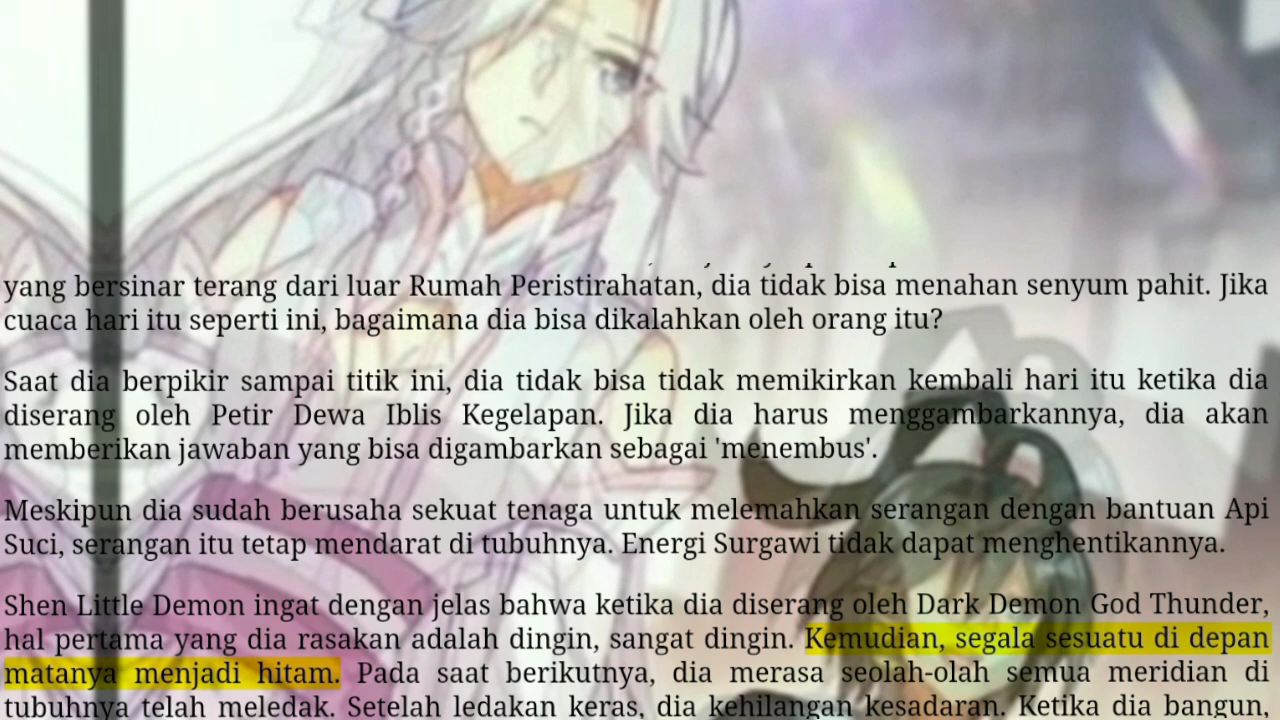 yang bersinar terang dari luar Rumah Peristirahatan, dia tidak bisa menahan senyum pahit. Jika
cuaca hari itu seperti ini, bagaimana dia bisa dikalahkan oleh orang itu?
Saat dia berpikir sampai titik ini, dia tidak bisa tidak memikirkan kembali hari itu ketika dia
diserang oleh Petir Dewa Iblis Kegelapan. Jika dia harus menggambarkannya, dia akan
memberikan jawaban yang bisa digambarkan sebagai 'menembus'.
Meskipun dia sudah berusaha sekuat tenaga untuk melemahkan serangan dengan bantuan Api
Suci, serangan itu tetap mendarat di tubuhnya. Energi Surgawi tidak dapat menghentikannya.
Shen Little Demon ingat dengan jelas bahwa ketika dia diserang oleh Dark Demon God Thunder,
hal pertama yang dia rasakan adalah dingin, sangat dingin. Kemudian, segala sesuatu di depan
matanya menjadi hitam. Pada saat berikutnya, dia merasa seolah-olah semua meridian di
tubuhnya telah meledak. Setelah ledakan keras, dia kehilangan kesadaran. Ketika dia bangun,